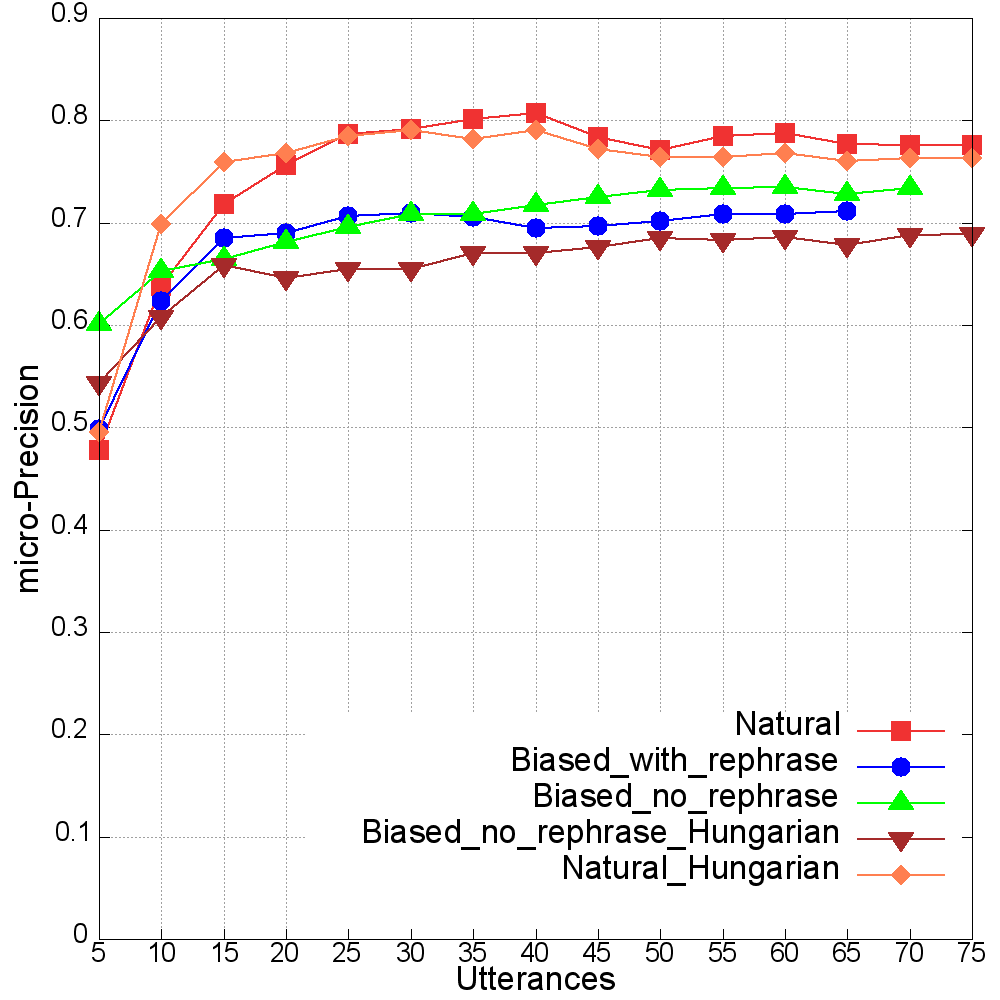 0.9
0.8
0.7
0.6
0.5
0.4
0.3
0.2
0.1
0
micro-Precision
Natural
Biased_with_rephrase
Biased_no_rephrase
Biased_no_rephrase_Hungarian
Natural_Hungarian
5 10 15 20 25 30 35 40 45 50 55 60 65 70 75
Utterances